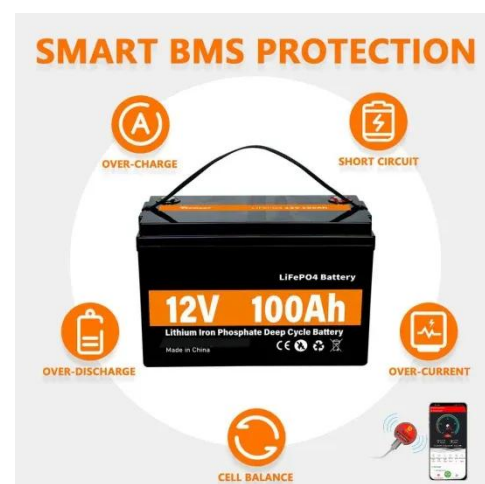 SMART BMS PROTECTION
OVER-CHARGE
SHORT CIRCUIT
LiFePO4 Battery
12V 100Ah
Lithium Iron Phosphate Deep Cycle Battery
Made in China
CE
OVER-DISCHARGE
OVER-CURRENT
CELL BALANCE